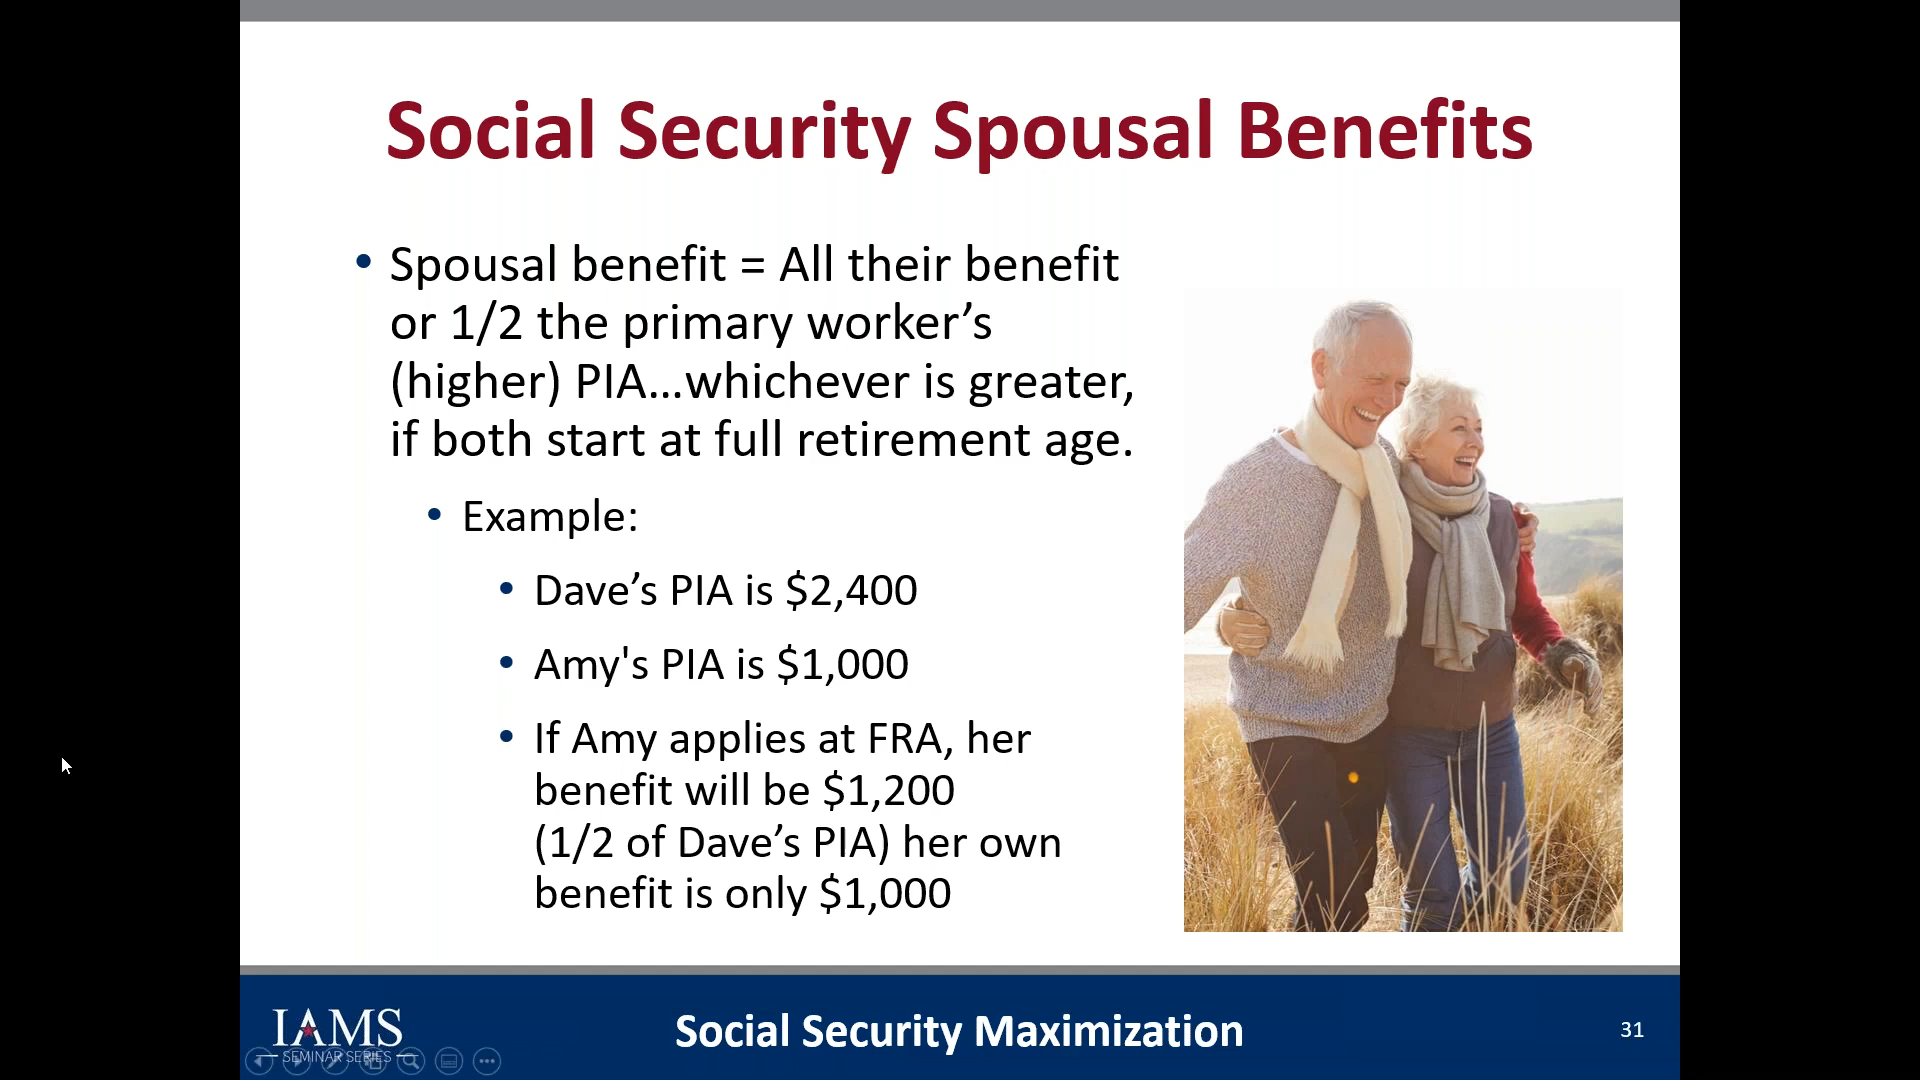 Social Security Spousal Benefits
• Spousal benefit = All their benefit
or 1/2 the primary worker’s
(higher) PIA...whichever is greater,
if both start at full retirement age.
• Example:
• Dave’s PIA is $2,400
• Amy's PIA is $1,000
• If Amy applies at FRA, her
benefit will be $1,200
(1/2 of Dave’s PIA) her own
benefit is only $1,000
IAMS
SEMINAR SERIES
Social Security Maximization
31